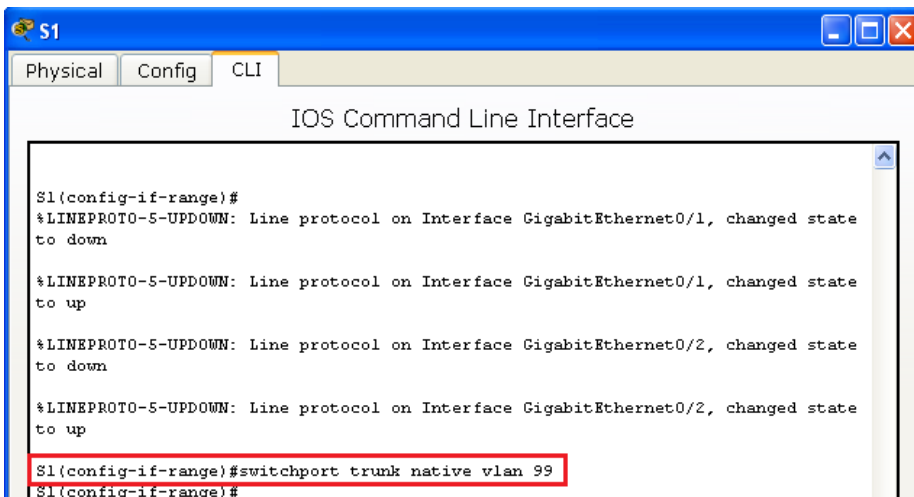 S1
Physical Config CLI
IOS Command Line Interface
S1(config-if-range)#
%LINEPROTO-5-UPDOWN: Line protocol on Interface GigabitEthernet0/1, changed state
to down
%LINEPROTO-5-UPDOWN: Line protocol on Interface GigabitEthernet0/1, changed state
to up
%LINEPROTO-5-UPDOWN: Line protocol on Interface GigabitEthernet0/2, changed state
to down
%LINEPROTO-5-UPDOWN: Line protocol on Interface GigabitEthernet0/2, changed state
to up
S1(config-if-range)#switchport trunk native vlan 99
S1(config-if-range)#